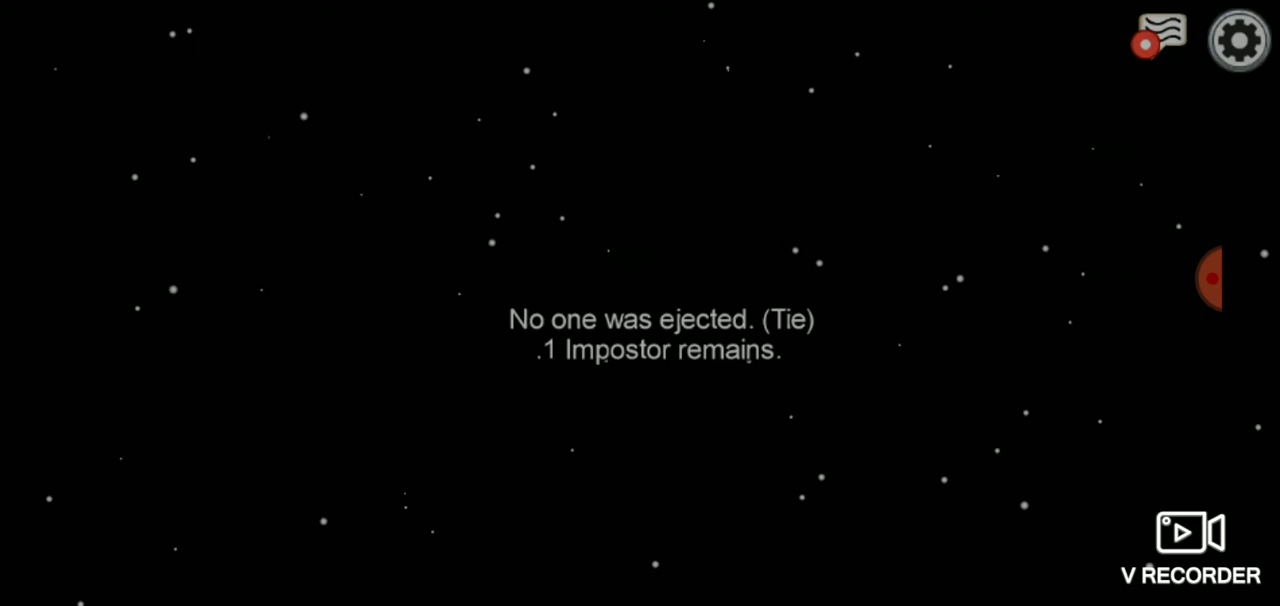 No one was ejected. (Tie)
.1 Impostor remains.
V RECORDER